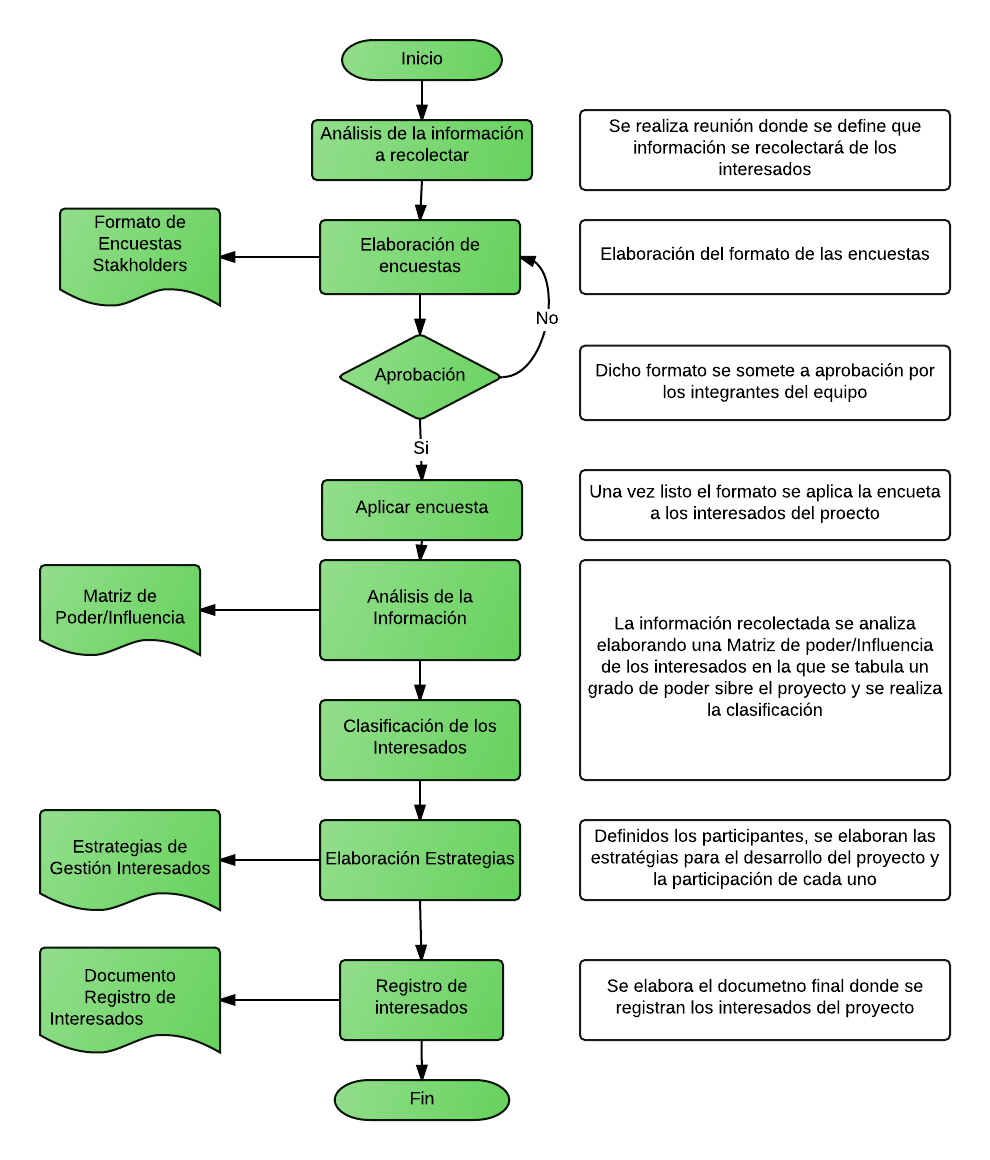 Inicio
Análisis de la información
a recolectar
Se realiza reunión donde se define que
información se recolectará de los
interesados
Formato de
Encuestas
Stakholders
Elaboración de
encuestas
Elaboración del formato de las encuestas
No
Aprobación
Dicho formato se somete a aprobación por
los integrantes del equipo
Si
Aplicar encuesta
Una vez listo el formato se aplica la encueta
a los interesados del proecto
Matriz de
Poder/Influencia
Análisis de la
Información
La información recolectada se analiza
elaborando una Matriz de poder/Influencia
de los interesados en la que se tabula un
grado de poder sibre el proyecto y se realiza
la clasificación
Clasificación de los
Interesados
Estrategias de
Gestión Interesados
Elaboración Estrategias
Definidos los participantes, se elaboran las
estratégias para el desarrollo del proyecto y
la participación de cada uno
Documento
Registro de
Interesados
Registro de
interesados
Se elabora el documetno final donde se
registran los interesados del proyecto
Fin